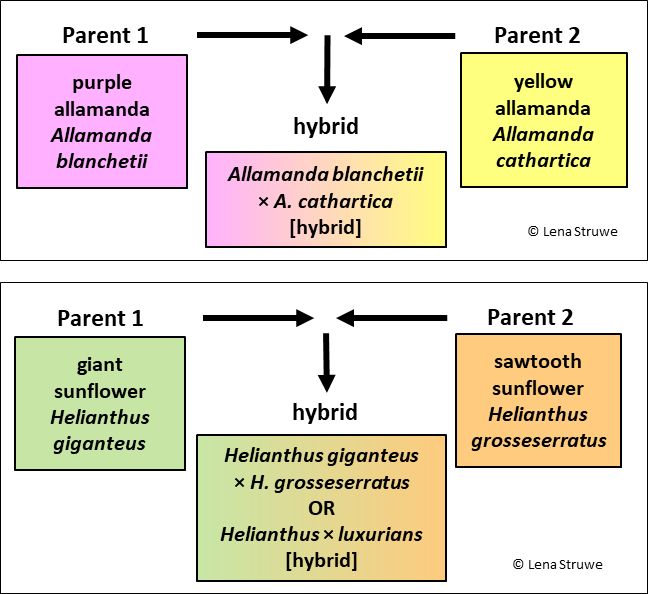 Parent 1
Parent 2
purple
allamanda
Allamanda
blanchetii
yellow
allamanda
Allamanda
cathartica
hybrid
Allamanda blanchetii
× A. cathartica
[hybrid]
© Lena Struwe
Parent 1
Parent 2
giant
sunflower
Helianthus
giganteus
sawtooth
sunflower
Helianthus
grosseserratus
hybrid
Helianthus giganteus
× H. grosseserratus
OR
Helianthus × luxurians
[hybrid]
© Lena Struwe